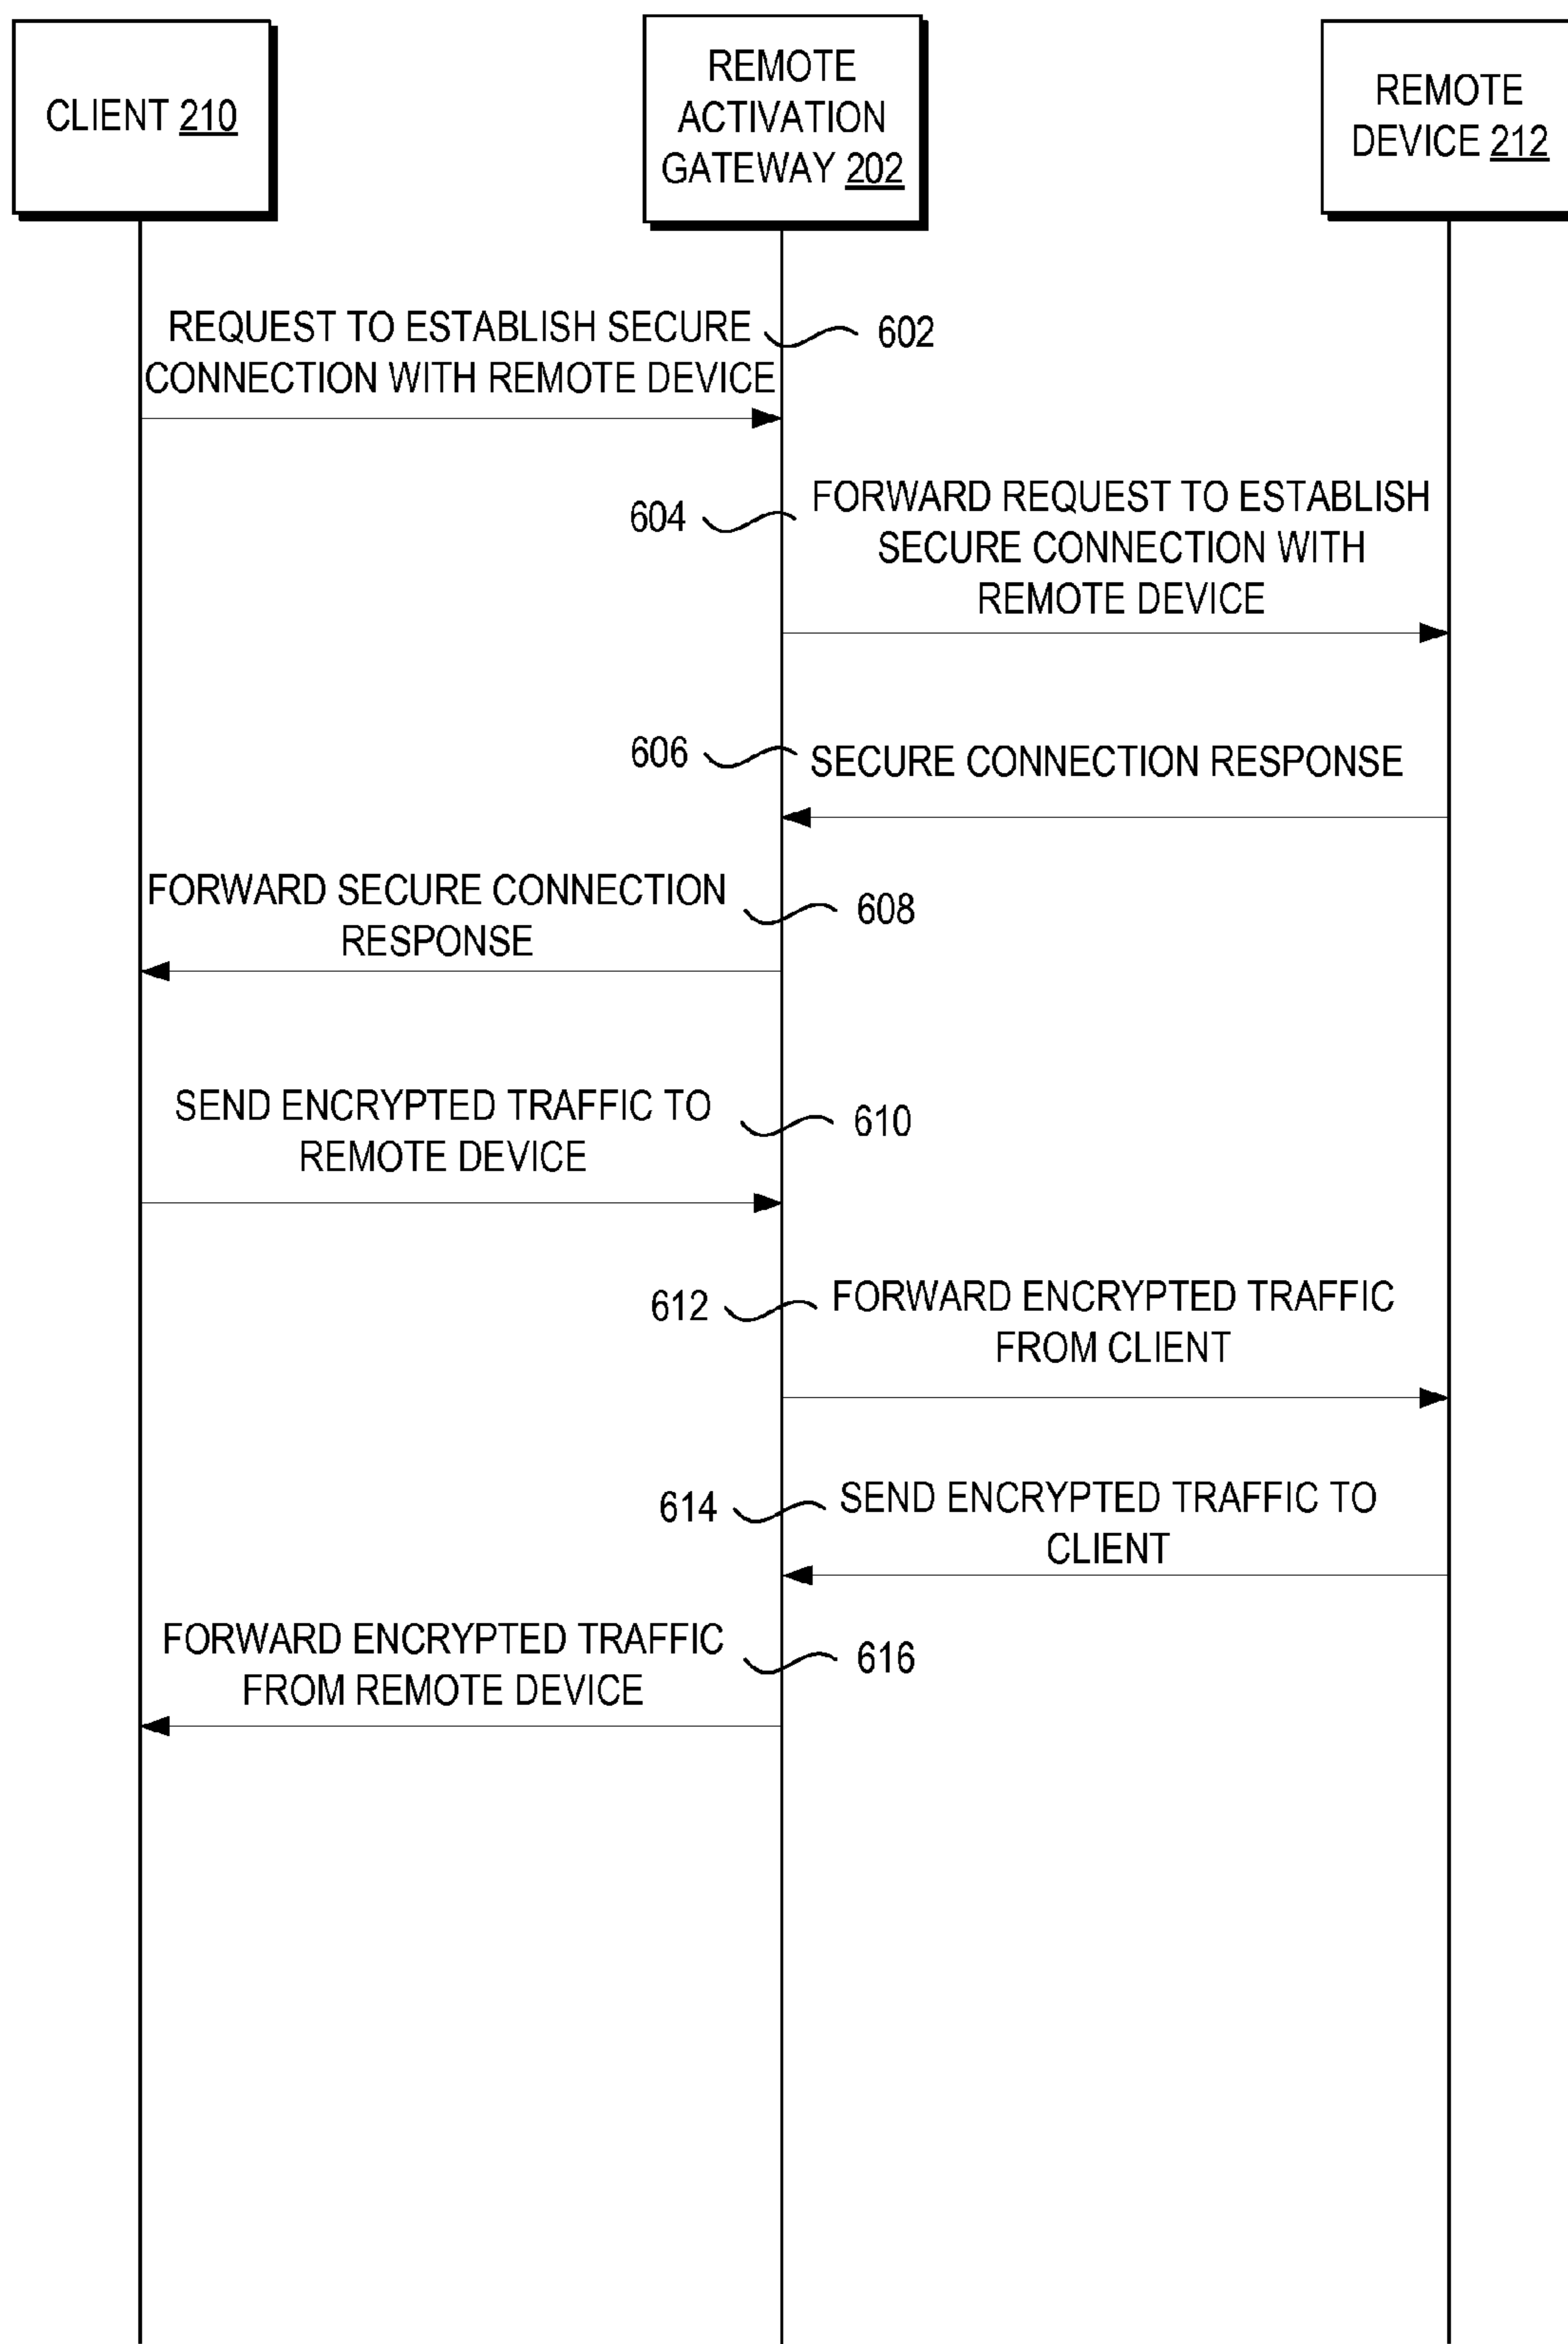 CLIENT 210
REMOTE
ACTIVATION
GATEWAY 202
REMOTE
DEVICE 212
REQUEST TO ESTABLISH SECURE
CONNECTION WITH REMOTE DEVICE
602
604
FORWARD REQUEST TO ESTABLISH
SECURE CONNECTION WITH
REMOTE DEVICE
606
SECURE CONNECTION RESPONSE
FORWARD SECURE CONNECTION
RESPONSE
608
SEND ENCRYPTED TRAFFIC TO
REMOTE DEVICE
610
612
FORWARD ENCRYPTED TRAFFIC
FROM CLIENT
614
SEND ENCRYPTED TRAFFIC TO
CLIENT
FORWARD ENCRYPTED TRAFFIC
FROM REMOTE DEVICE
616